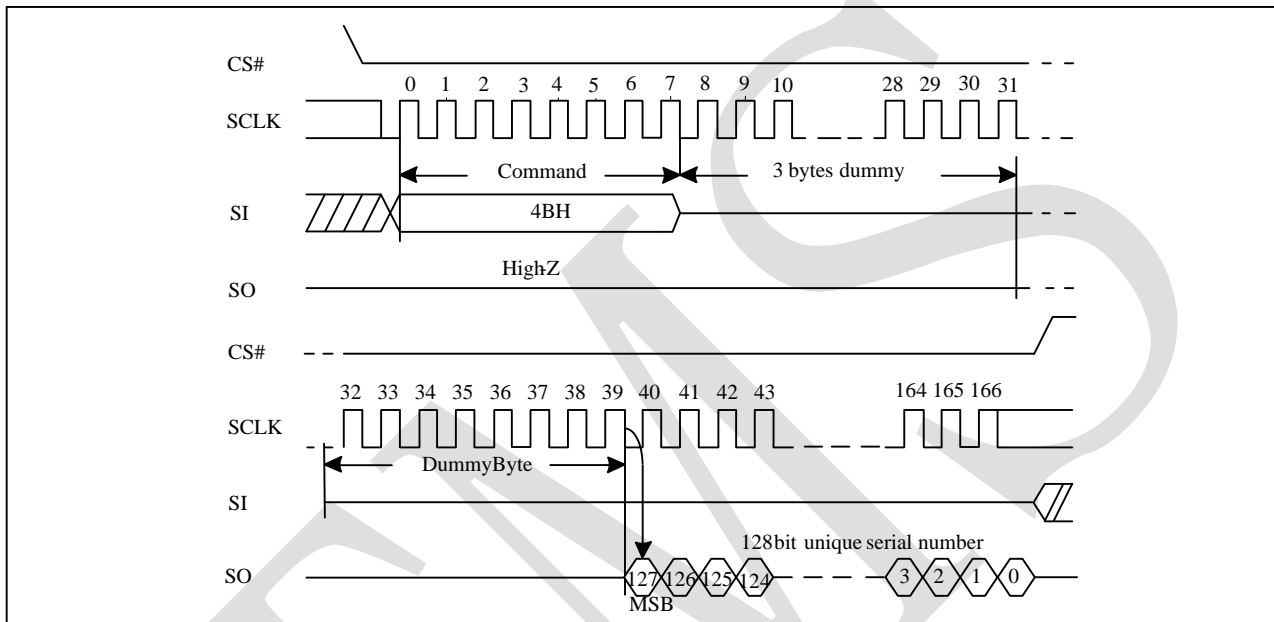 CS#
0 1 2 3 4 5 6 7 8 9 10 28 29 30 31
SCLK
Command 3 bytes dummy
SI 4BH
High-Z
SO
CS#
32 33 34 35 36 37 38 39 40 41 42 43 164 165 166
SCLK
DummyByte
SI
128bit unique serial number
SO 127 126 125 124 3 2 1 0
MSB